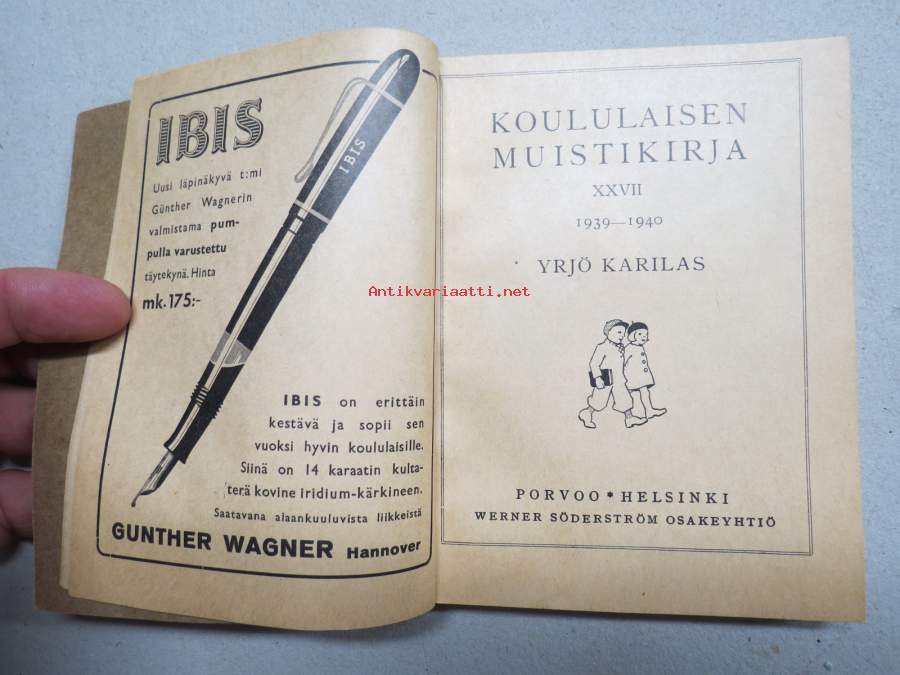 IBIS
Uusi läpinäkyvä t:mi
Günther Wagnerin
valmistama pum-
pulla varustettu
täytekynä. Hinta
mk. 175:-
IBIS
IBIS on erittäin
kestävä ja sopii sen
vuoksi hyvin koululaisille.
Siinä on 14 karaatin kulta-
terä kovine iridium-kärkineen.
Saatavana alaankuuluvista liikkeistä
GUNTHER WAGNER Hannover
KOULULAISEN
MUISTIKIRJA
XXVII
1939—1940
YRJÖ KARILAS
Antikvariaatti.net
PORVOO * HELSINKI
WERNER SÖDERSTRÖM OSAKEYHTIÖ